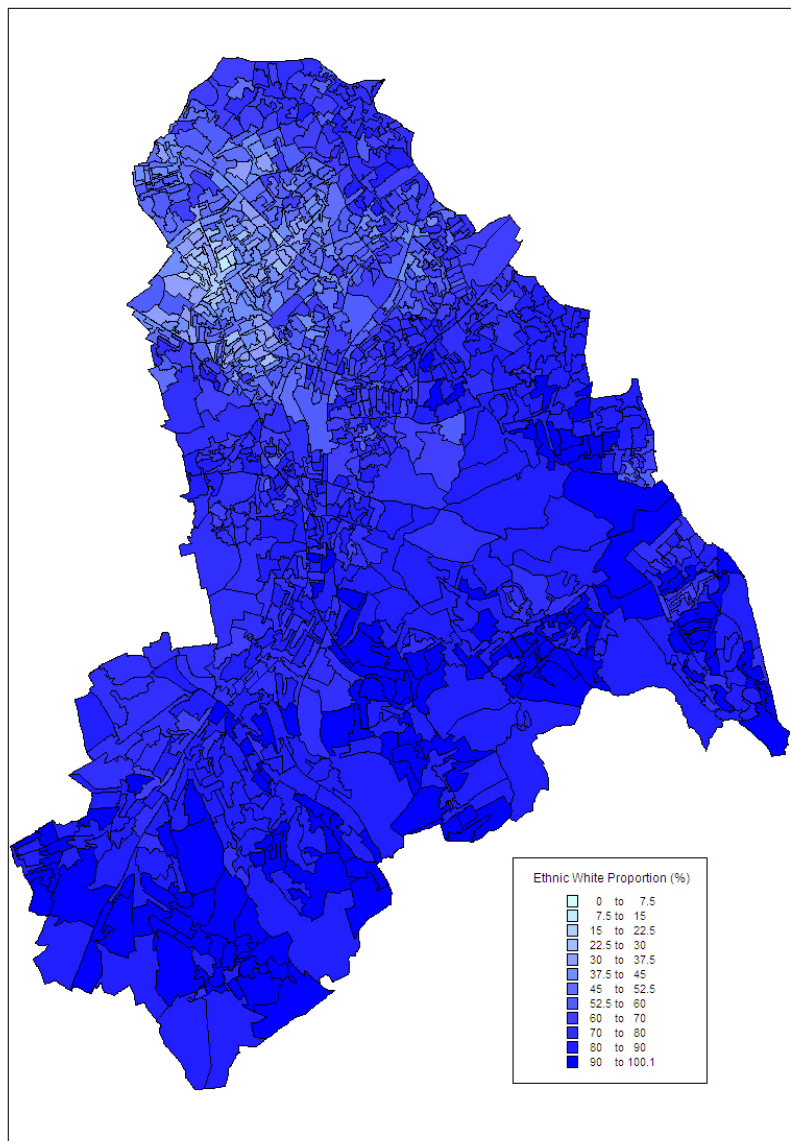 Ethnic White Proportion (%)
0 to 7.5
7.5 to 15
15 to 22.5
22.5 to 30
30 to 37.5
37.5 to 45
45 to 52.5
52.5 to 60
60 to 70
70 to 80
80 to 90
90 to 100.1